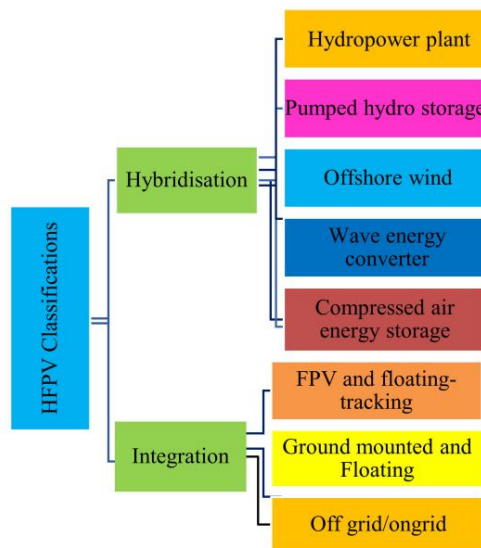 HFPV Classifications
Hybridisation
Hydropower plant
Pumped hydro storage
Offshore wind
Wave energy
converter
Compressed air
energy storage
Integration
FPV and floating-
tracking
Ground mounted and
Floating
Off grid/ongrid